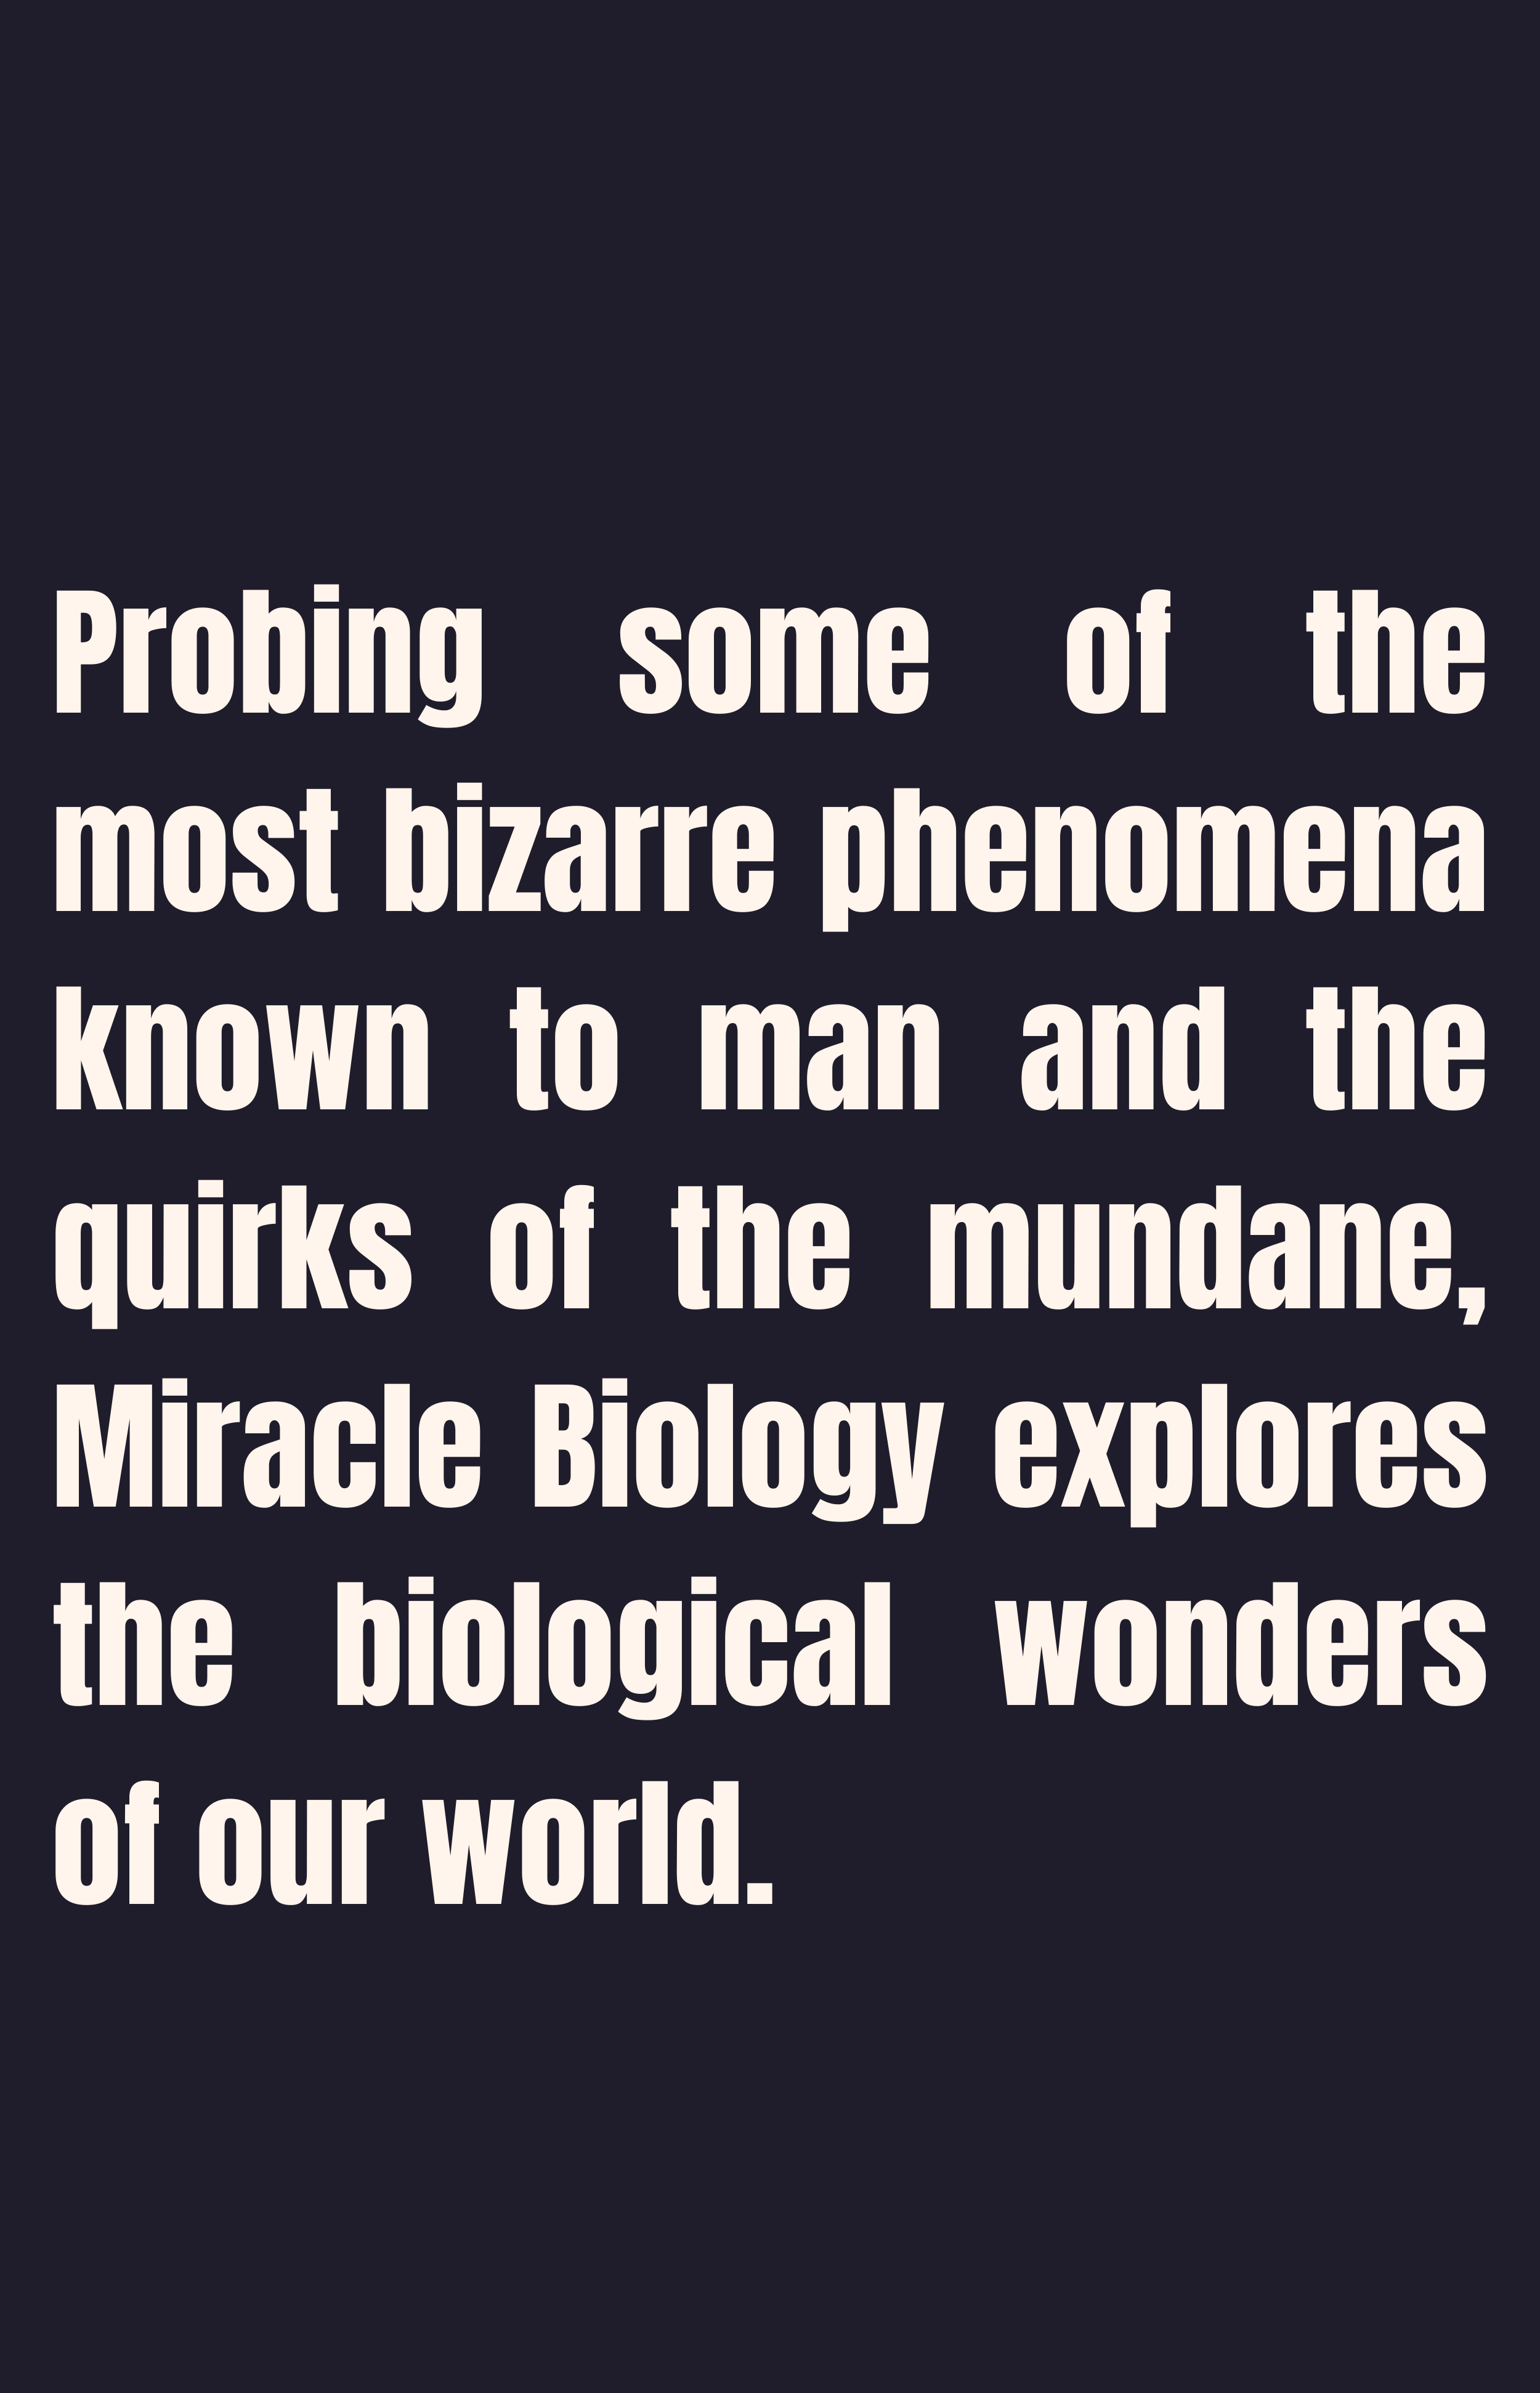 Probing some of the
most bizarre phenomena
known to man and the
quirks of the mundane,
Miracle Biology explores
the biological wonders
of our world.